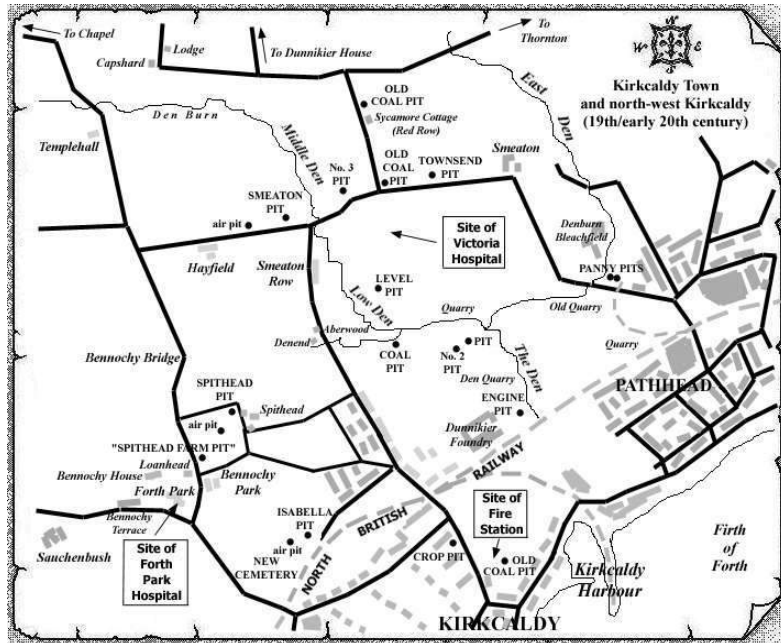 To Chapel
Lodge
Capshard
To Dunnikier House
To
Thornton
N
W
E
S
Kirkcaldy Town
and north-west Kirkcaldy
(19th/early 20th century)
OLD
COAL PIT
Sycamore Cottage
(Red Row)
East
Den
Den Burn
Middle Den
Templehall
No. 3
PIT
OLD
COAL
PIT
TOWNSEND
PIT
Smeaton
SMEATON
PIT
air pit
Site of
Victoria
Hospital
Denburn
Bleachfield
Hayfield
Smeaton
Row
LEVEL
PIT
PANNY PITS
Low Den
Quarry
Old Quarry
Aberwood
Denend
COAL
PIT
No. 2
PIT
PIT
The Den
Quarry
Bennochy Bridge
Den Quarry
PATHHEAD
SPITHEAD
PIT
Spithead
air pit
ENGINE
PIT
Dunnikier
Foundry
"SPITHEAD FARM PIT"
Loanhead
Bennochy House
Bennochy
Park
Forth Park
RAILWAY
Bennochy
Terrace
ISABELLA
PIT
BRITISH
Site of
Fire
Station
Sauchenbush
Site of
Forth
Park
Hospital
air pit
NEW
CEMETERY
NORTH
CROP PIT
OLD
COAL PIT
Firth
of
Forth
Kirkcaldy
Harbour
KIRKCALDY